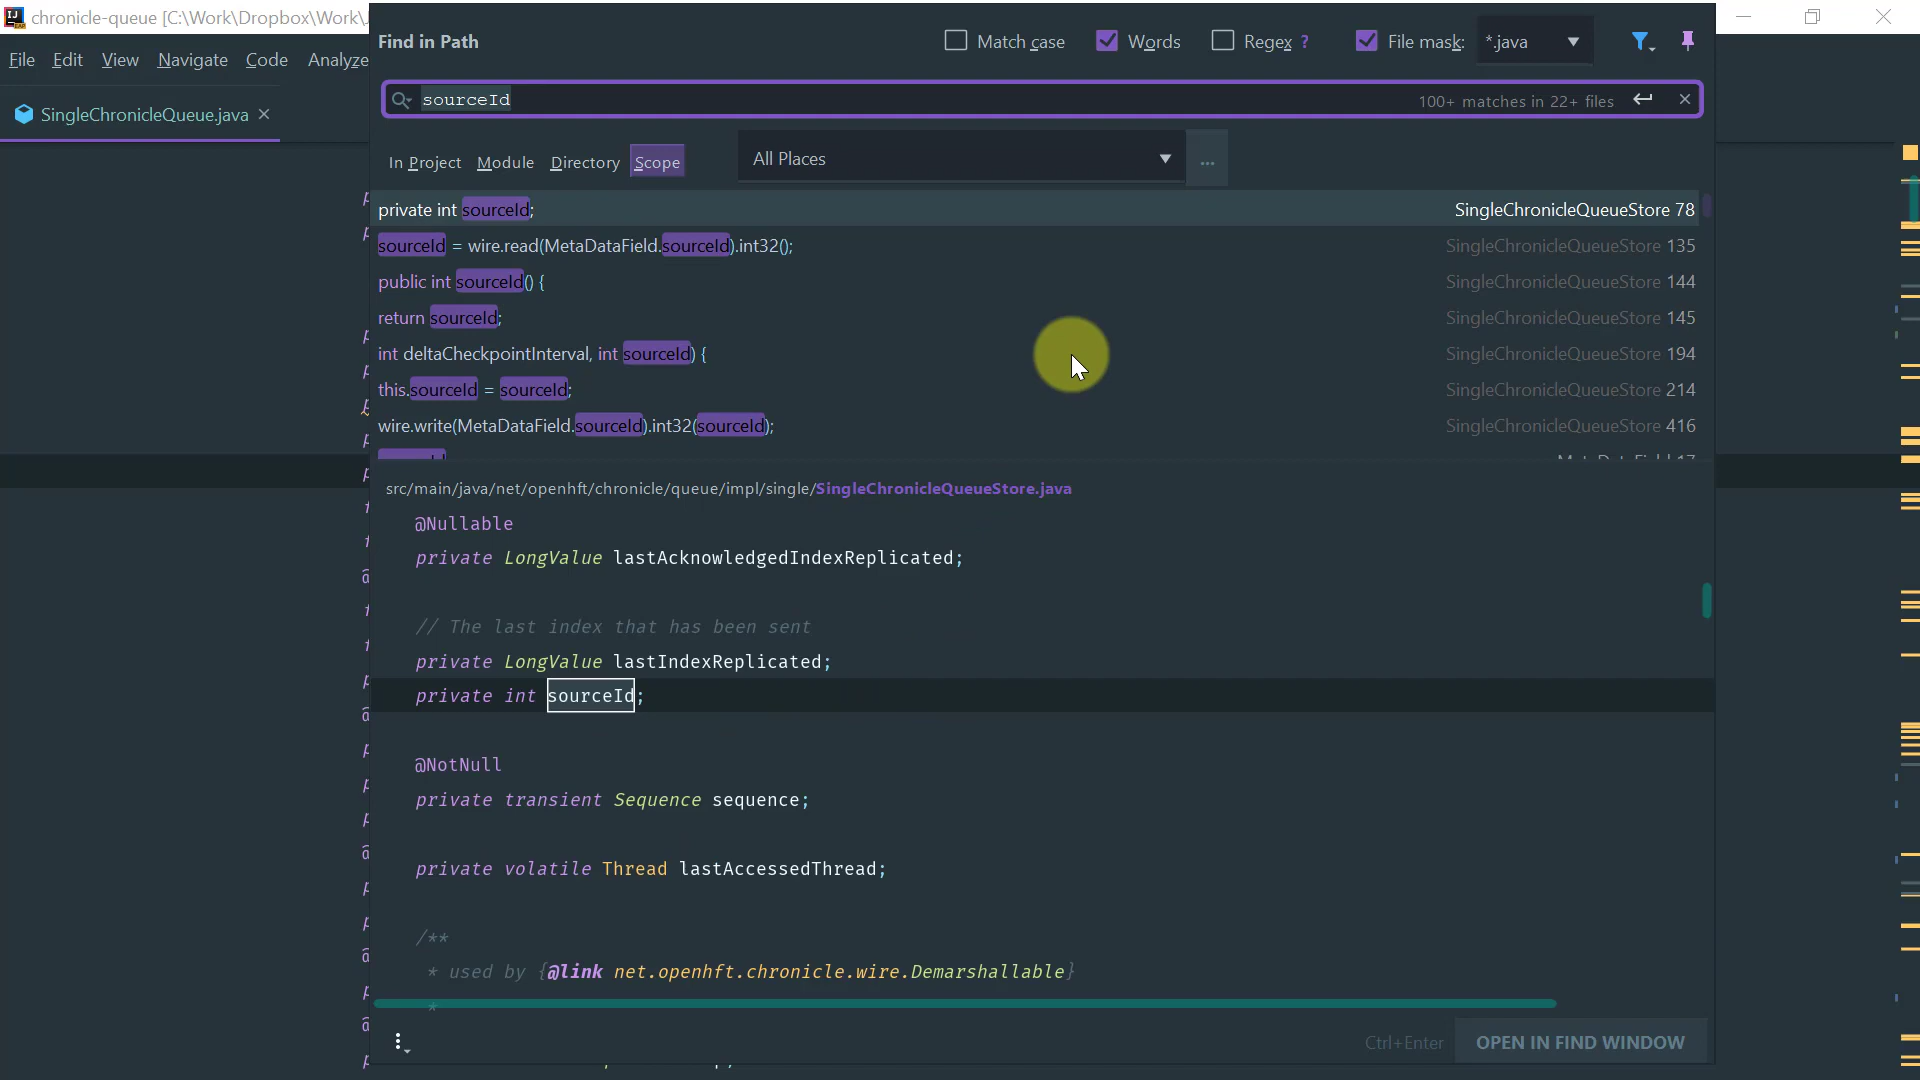 chronicle-queue [C:\Work\Dropbox\Work\
File Edit View Navigate Code Analyze
SingleChronicleQueue.java
Find in Path
Match case Words Regex ? File mask: *.java
sourceId 100+ matches in 22+ files
In Project Module Directory Scope All Places ...
private int sourceId; SingleChronicleQueueStore 78
sourceId = wire.read(MetaDataField.sourceId).int32(); SingleChronicleQueueStore 135
public int sourceId() { SingleChronicleQueueStore 144
return sourceId; SingleChronicleQueueStore 145
int deltaCheckpointInterval, int sourceId) { SingleChronicleQueueStore 194
this.sourceId = sourceId; SingleChronicleQueueStore 214
wire.write(MetaDataField.sourceId).int32(sourceId); SingleChronicleQueueStore 416
src/main/java/net/openhft/chronicle/queue/impl/single/SingleChronicleQueueStore.java
@Nullable
private LongValue lastAcknowledgedIndexReplicated;
// The last index that has been sent
private LongValue lastIndexReplicated;
private int sourceId;
@NotNull
private transient Sequence sequence;
private volatile Thread lastAccessedThread;
/**
* used by {@link net.openhft.chronicle.wire.Demarshallable}
*
Ctrl+Enter OPEN IN FIND WINDOW